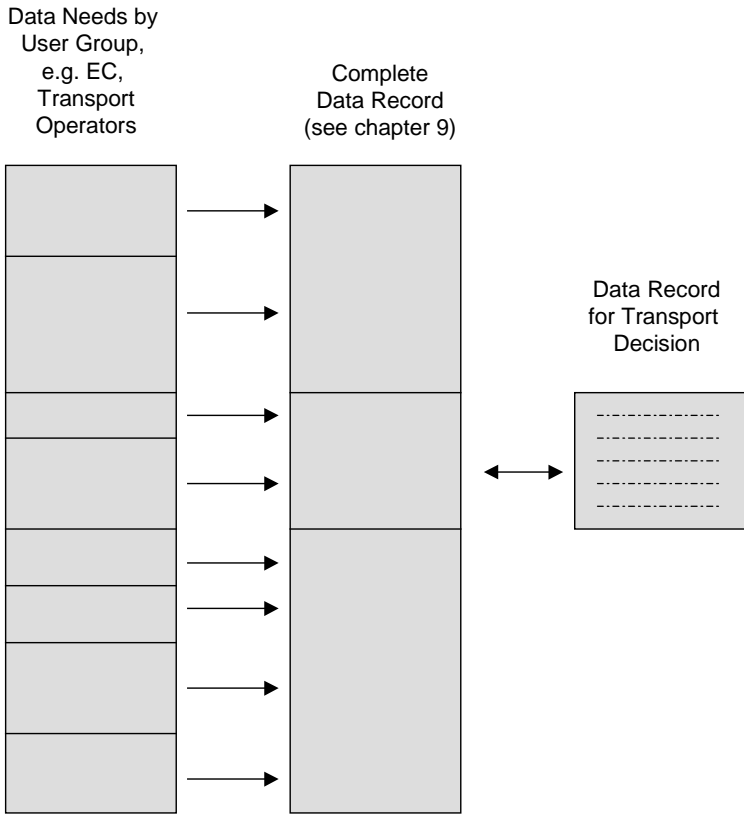 Data Needs by
User Group,
e.g. EC,
Transport
Operators
Complete
Data Record
(see chapter 9)
Data Record
for Transport
Decision